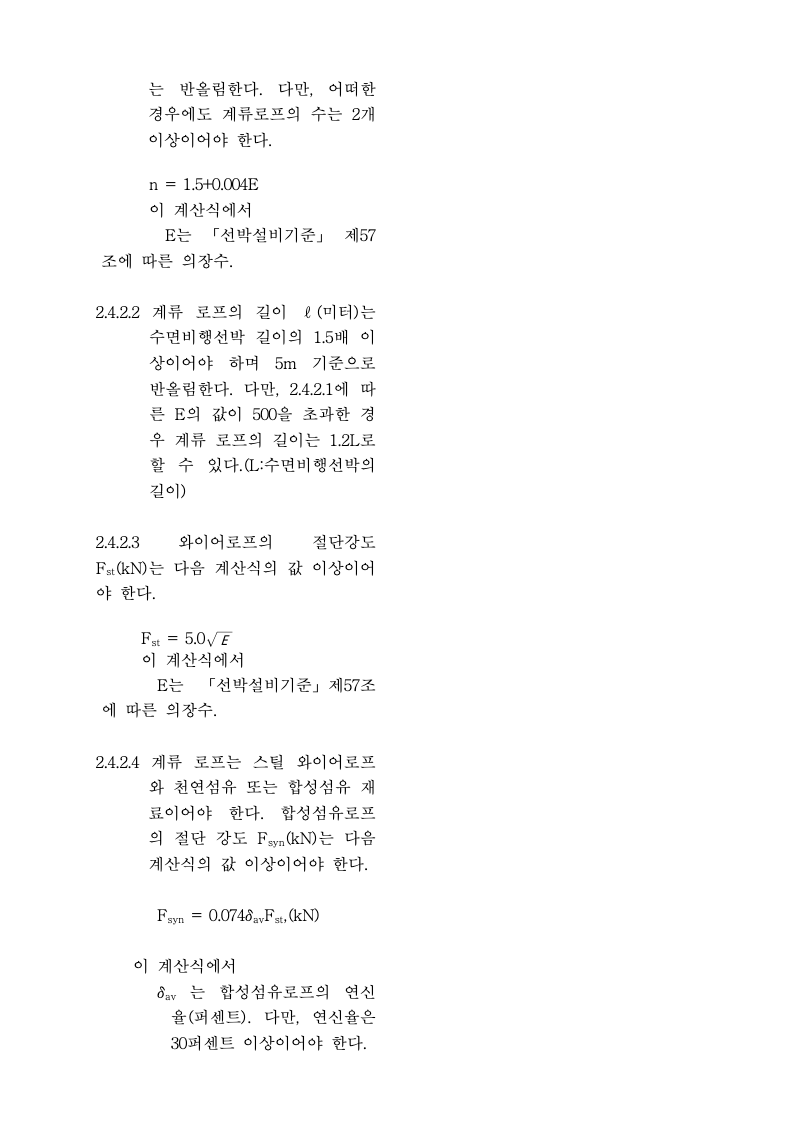 는 반올림한다. 다만, 어떠한
경우에도 계류로프의 수는 2개
이상이어야 한다.
n = 1.5+0.004E
이 계산식에서
E는 「선박설비기준」 제57
조에 따른 의장수.
2.4.2.2 계류 로프의 길이 ℓ(미터)는
수면비행선박 길이의 1.5배 이
상이어야 하며 5m 기준으로
반올림한다. 다만, 2.4.2.1에 따
른 E의 값이 500을 초과한 경
우 계류 로프의 길이는 1.2L로
할 수 있다.(L:수면비행선박의
길이)
2.4.2.3 와이어로프의 절단강도
Fst(kN)는 다음 계산식의 값 이상이어
야 한다.
Fst = 5.0√E
이 계산식에서
E는 「선박설비기준」제57조
에 따른 의장수.
2.4.2.4 계류 로프는 스틸 와이어로프
와 천연섬유 또는 합성섬유 재
료이어야 한다. 합성섬유로프
의 절단 강도 Fsyn(kN)는 다음
계산식의 값 이상이어야 한다.
Fsyn = 0.074δavFst,(kN)
이 계산식에서
δav 는 합성섬유로프의 연신
율(퍼센트). 다만, 연신율은
30퍼센트 이상이어야 한다.